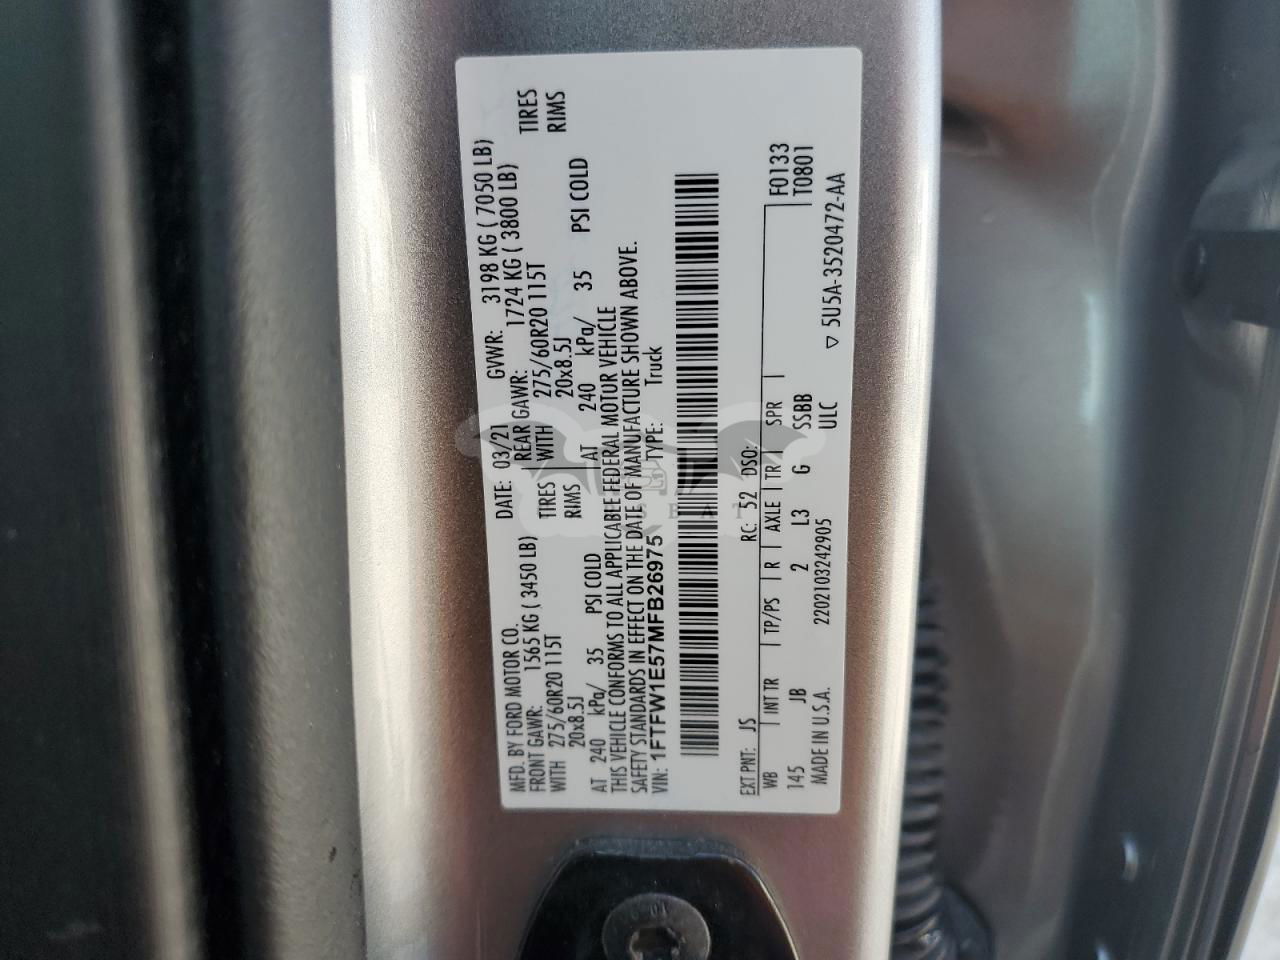 MFD. BY FORD MOTOR CO.
DATE: 03/21 GVWR: 3198 KG ( 7050 LB)
FRONT GAWR: 1565 KG ( 3450 LB) REAR GAWR: 1724 KG ( 3800 LB)
WITH 275/60R20 115T TIRES WITH 275/60R20 115T TIRES
20x8.5J RIMS 20x8.5J RIMS
AT 240 kPa/ 35 PSI COLD AT 240 kPa/ 35 PSI COLD
THIS VEHICLE CONFORMS TO ALL APPLICABLE FEDERAL MOTOR VEHICLE
SAFETY STANDARDS IN EFFECT ON THE DATE OF MANUFACTURE SHOWN ABOVE.
VIN: 1FTFW1E57MFB26975 TYPE: Truck
EXT PNT: JS RC: 52 DSO:
WB INT TR TP/PS R AXLE TR SPR F0133
145 JB 2 L3 G SSBB T0801
MADE IN U.S.A. 2202103242905 ULC ▽ 5U5A-3520472-AA